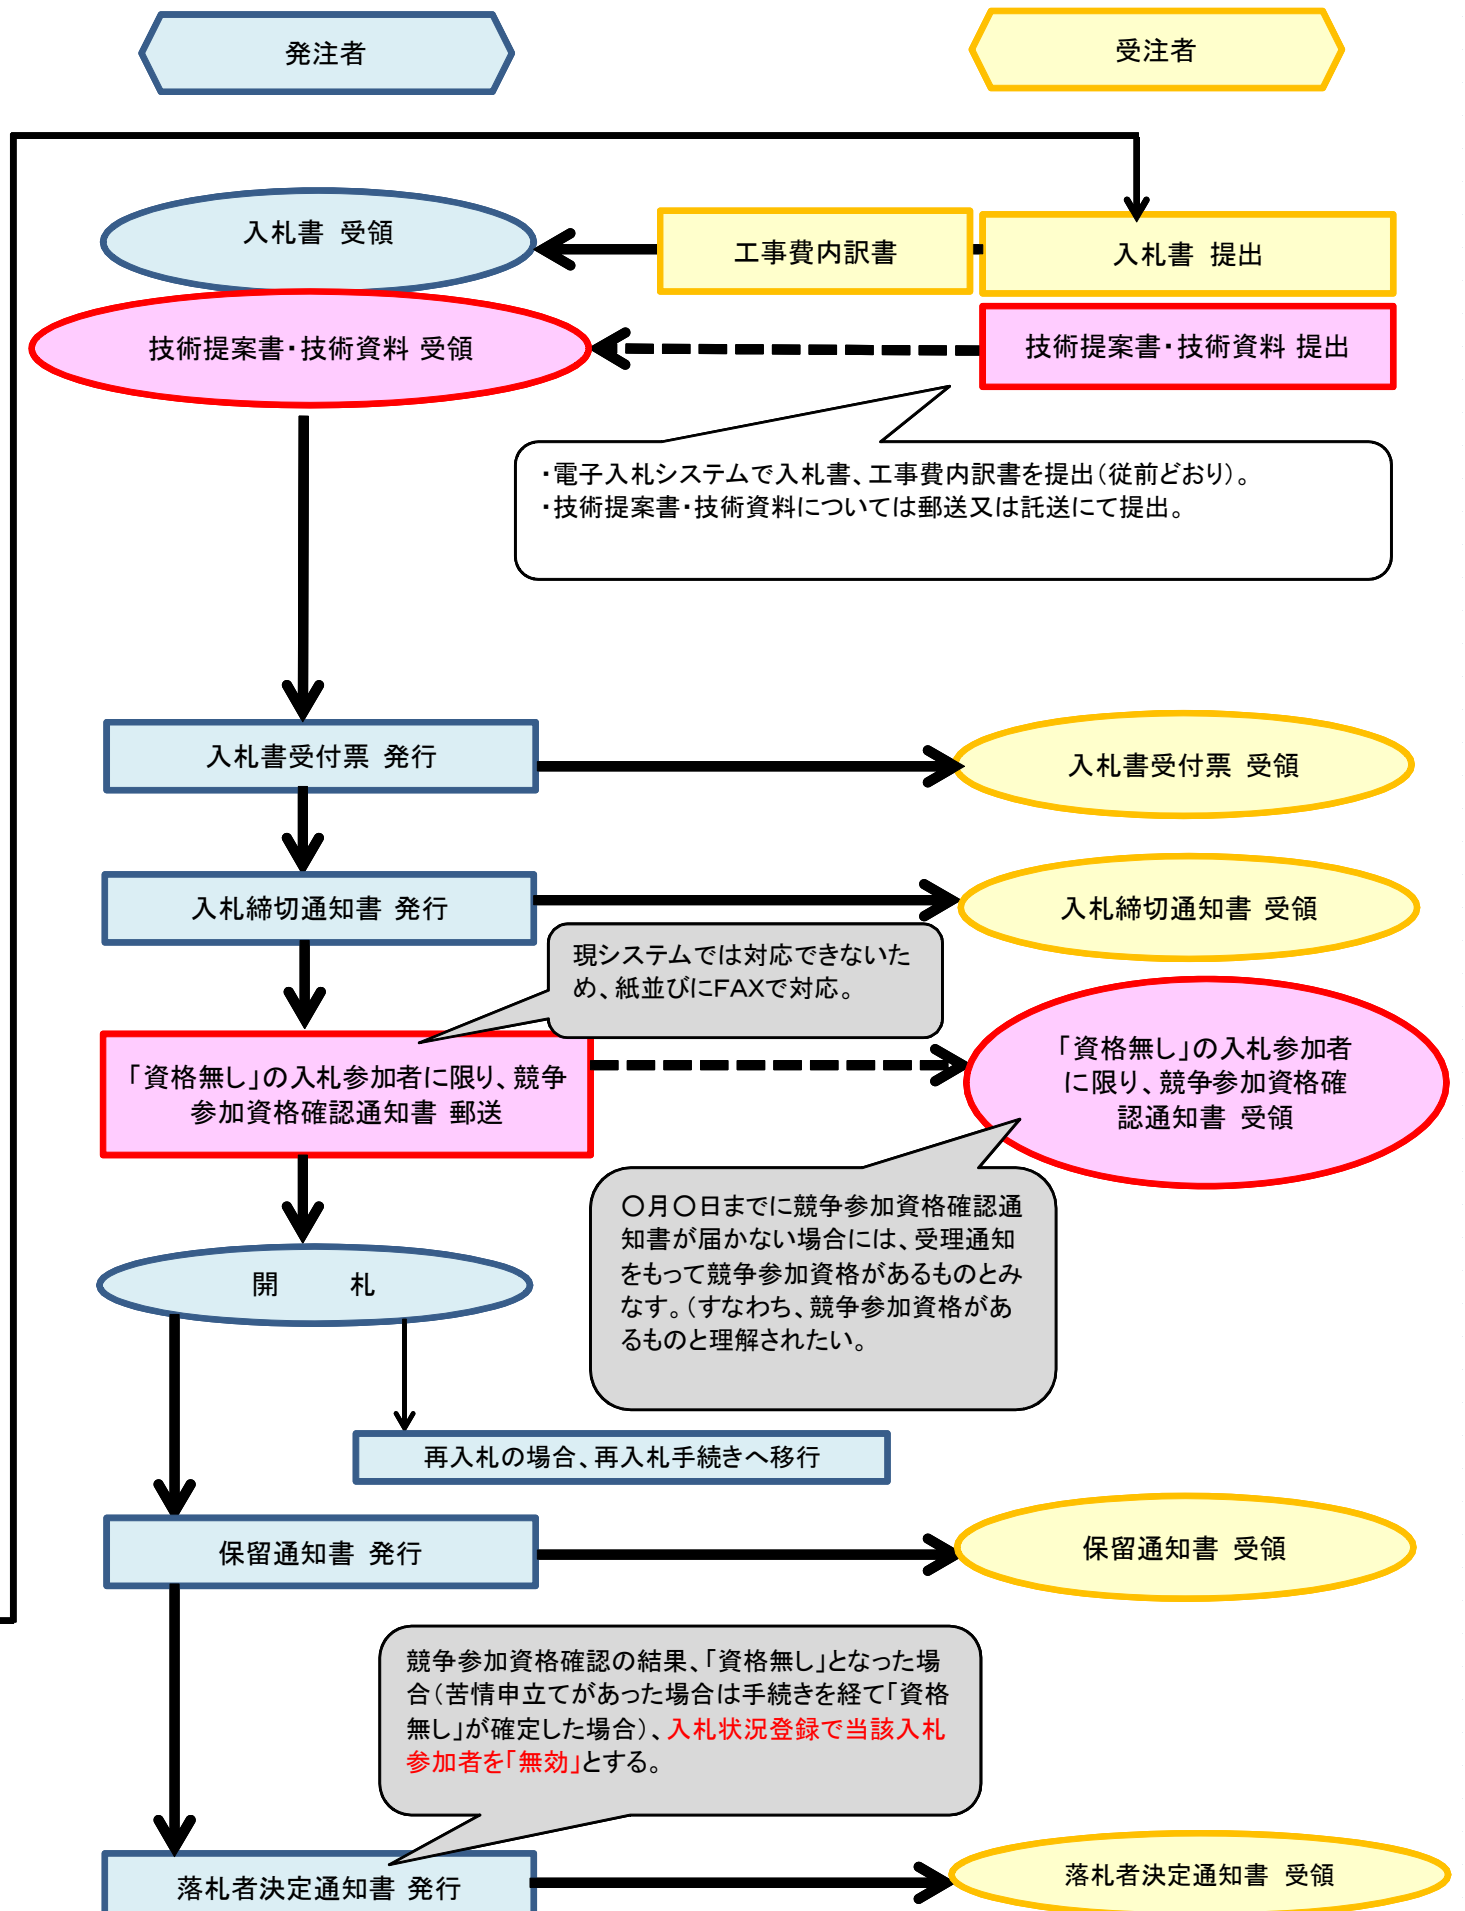 発注者
受注者
入札書 受領
工事費内訳書
入札書 提出
技術提案書・技術資料 受領
技術提案書・技術資料 提出
・電子入札システムで入札書、工事費内訳書を提出(従前どおり)。
・技術提案書・技術資料については郵送又は託送にて提出。
入札書受付票 発行
入札書受付票 受領
入札締切通知書 発行
入札締切通知書 受領
現システムでは対応できないた
め、紙並びにFAXで対応。
「資格無し」の入札参加者に限り、競争
参加資格確認通知書 郵送
「資格無し」の入札参加者
に限り、競争参加資格確
認通知書 受領
〇月〇日までに競争参加資格確認通
知書が届かない場合には、受理通知
をもって競争参加資格があるものとみ
なす。(すなわち、競争参加資格があ
るものと理解されたい。
開 札
再入札の場合、再入札手続きへ移行
保留通知書 発行
保留通知書 受領
競争参加資格確認の結果、「資格無し」となった場
合(苦情申立てがあった場合は手続きを経て「資格
無し」が確定した場合)、入札状況登録で当該入札
参加者を「無効」とする。
落札者決定通知書 発行
落札者決定通知書 受領